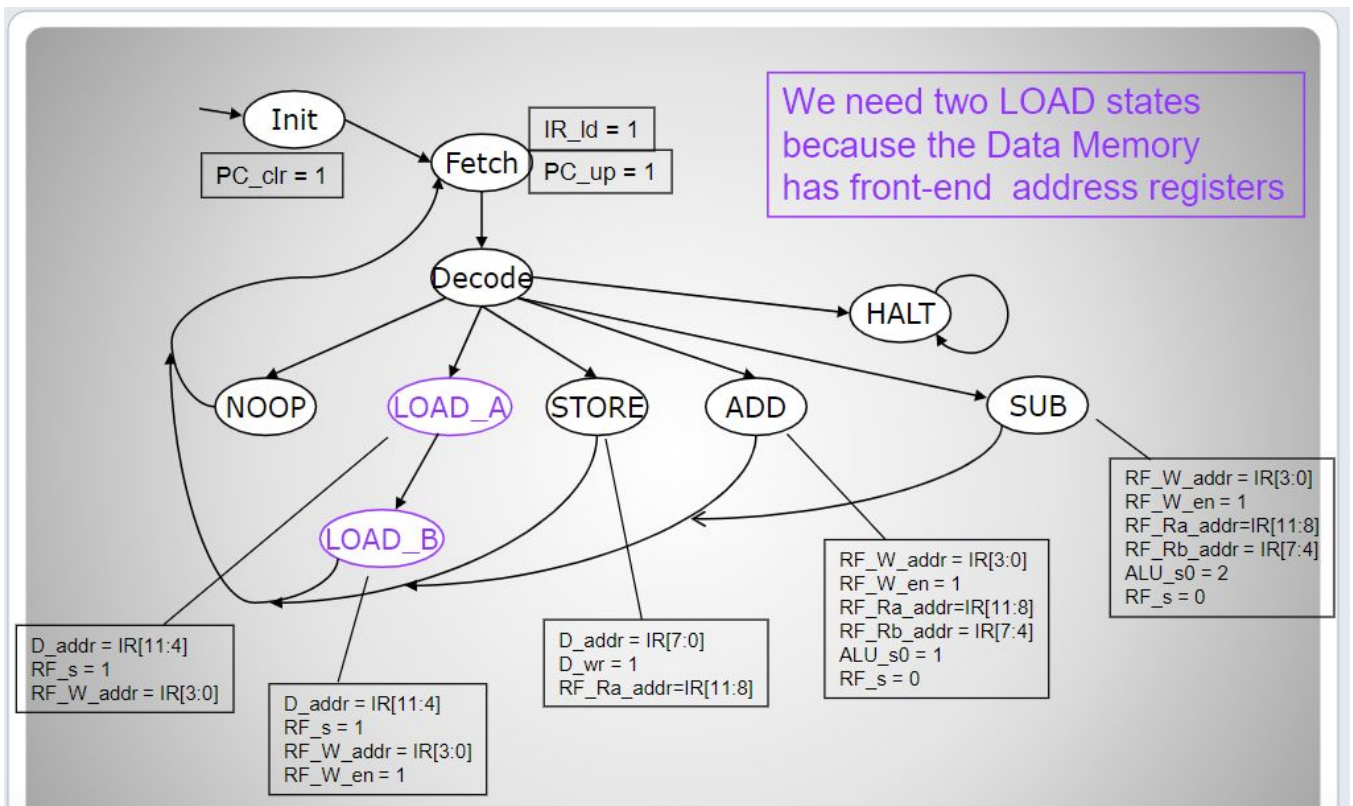 We need two LOAD states
because the Data Memory
has front-end address registers
Init
PC_clr = 1
Fetch
IR_ld = 1
PC_up = 1
Decode
HALT
NOOP
LOAD_A
STORE
ADD
SUB
LOAD_B
D_addr = IR[11:4]
RF_s = 1
RF_W_addr = IR[3:0]
D_addr = IR[11:4]
RF_s = 1
RF_W_addr = IR[3:0]
RF_W_en = 1
D_addr = IR[7:0]
D_wr = 1
RF_Ra_addr=IR[11:8]
RF_W_addr = IR[3:0]
RF_W_en = 1
RF_Ra_addr=IR[11:8]
RF_Rb_addr = IR[7:4]
ALU_s0 = 1
RF_s = 0
RF_W_addr = IR[3:0]
RF_W_en = 1
RF_Ra_addr=IR[11:8]
RF_Rb_addr = IR[7:4]
ALU_s0 = 2
RF_s = 0